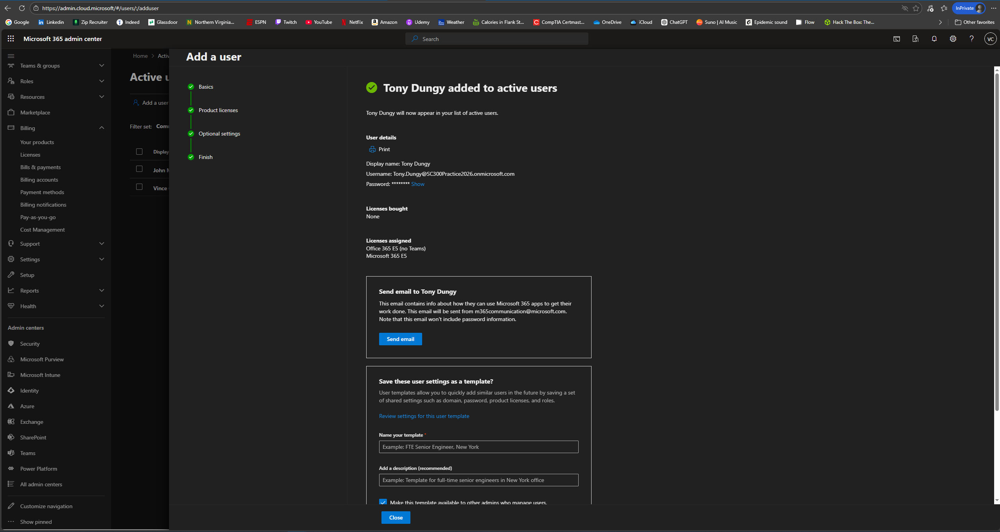 https://admin.cloud.microsoft/#/users/:/adduser
InPrivate
Google
Linkedin
Zip Recruiter
Indeed
Glassdoor
Northern Virginia...
ESPN
Twitch
YouTube
Netflix
Amazon
Udemy
Weather
Calories in Flank St...
CompTIA Certmast...
OneDrive
iCloud
ChatGPT
Suno | AI Music
Epidemic sound
Flow
Hack The Box: The...
Other favorites
Microsoft 365 admin center
Search
VC
Teams & groups
Roles
Resources
Marketplace
Billing
Your products
Licenses
Bills & payments
Billing accounts
Payment methods
Billing notifications
Pay-as-you-go
Cost Management
Support
Settings
Setup
Reports
Health
Admin centers
Security
Microsoft Purview
Microsoft Intune
Identity
Azure
Exchange
SharePoint
Teams
Power Platform
All admin centers
Customize navigation
Show pinned
Home > Activ
Active u
Add a user
Filter set: Com
Display
John M
Vince
Add a user
Basics
Product licenses
Optional settings
Finish
Tony Dungy added to active users
Tony Dungy will now appear in your list of active users.
User details
Print
Display name: Tony Dungy
Username: Tony.Dungy@SC300Practice2026.onmicrosoft.com
Password: ******** Show
Licenses bought
None
Licenses assigned
Office 365 E5 (no Teams)
Microsoft 365 E5
Send email to Tony Dungy
This email contains info about how they can use Microsoft 365 apps to get their
work done. This email will be sent from m365communication@microsoft.com.
Note that this email won't include password information.
Send email
Save these user settings as a template?
User templates allow you to quickly add similar users in the future by saving a set
of shared settings such as domain, password, product licenses, and roles.
Review settings for this user template
Name your template *
Example: FTE Senior Engineer, New York
Add a description (recommended)
Example: Template for full-time senior engineers in New York office
Make this template available to other admins who manage users.
Close